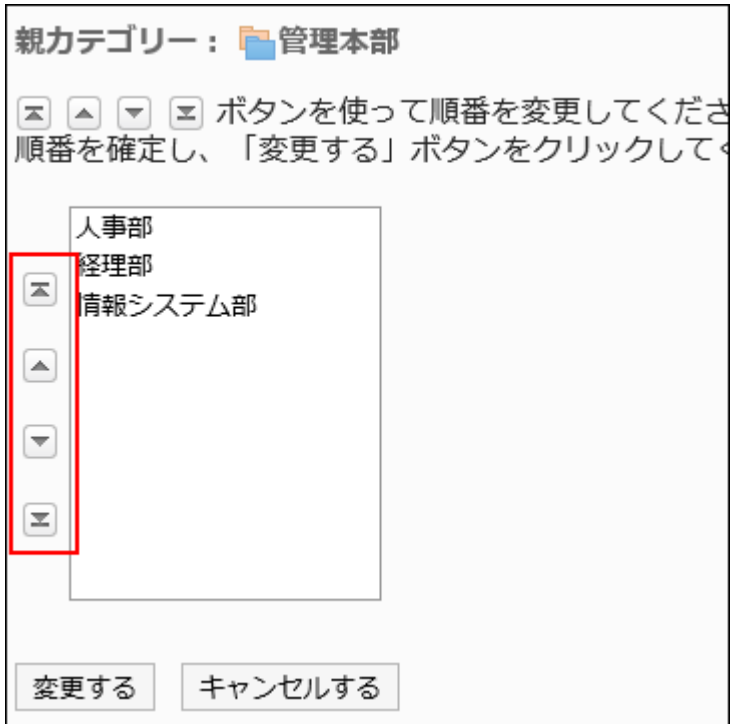 親カテゴリー： 管理本部
ボタンを使って順番を変更してくださ
順番を確定し、「変更する」ボタンをクリックしてく
人事部
経理部
情報システム部
変更する キャンセルする